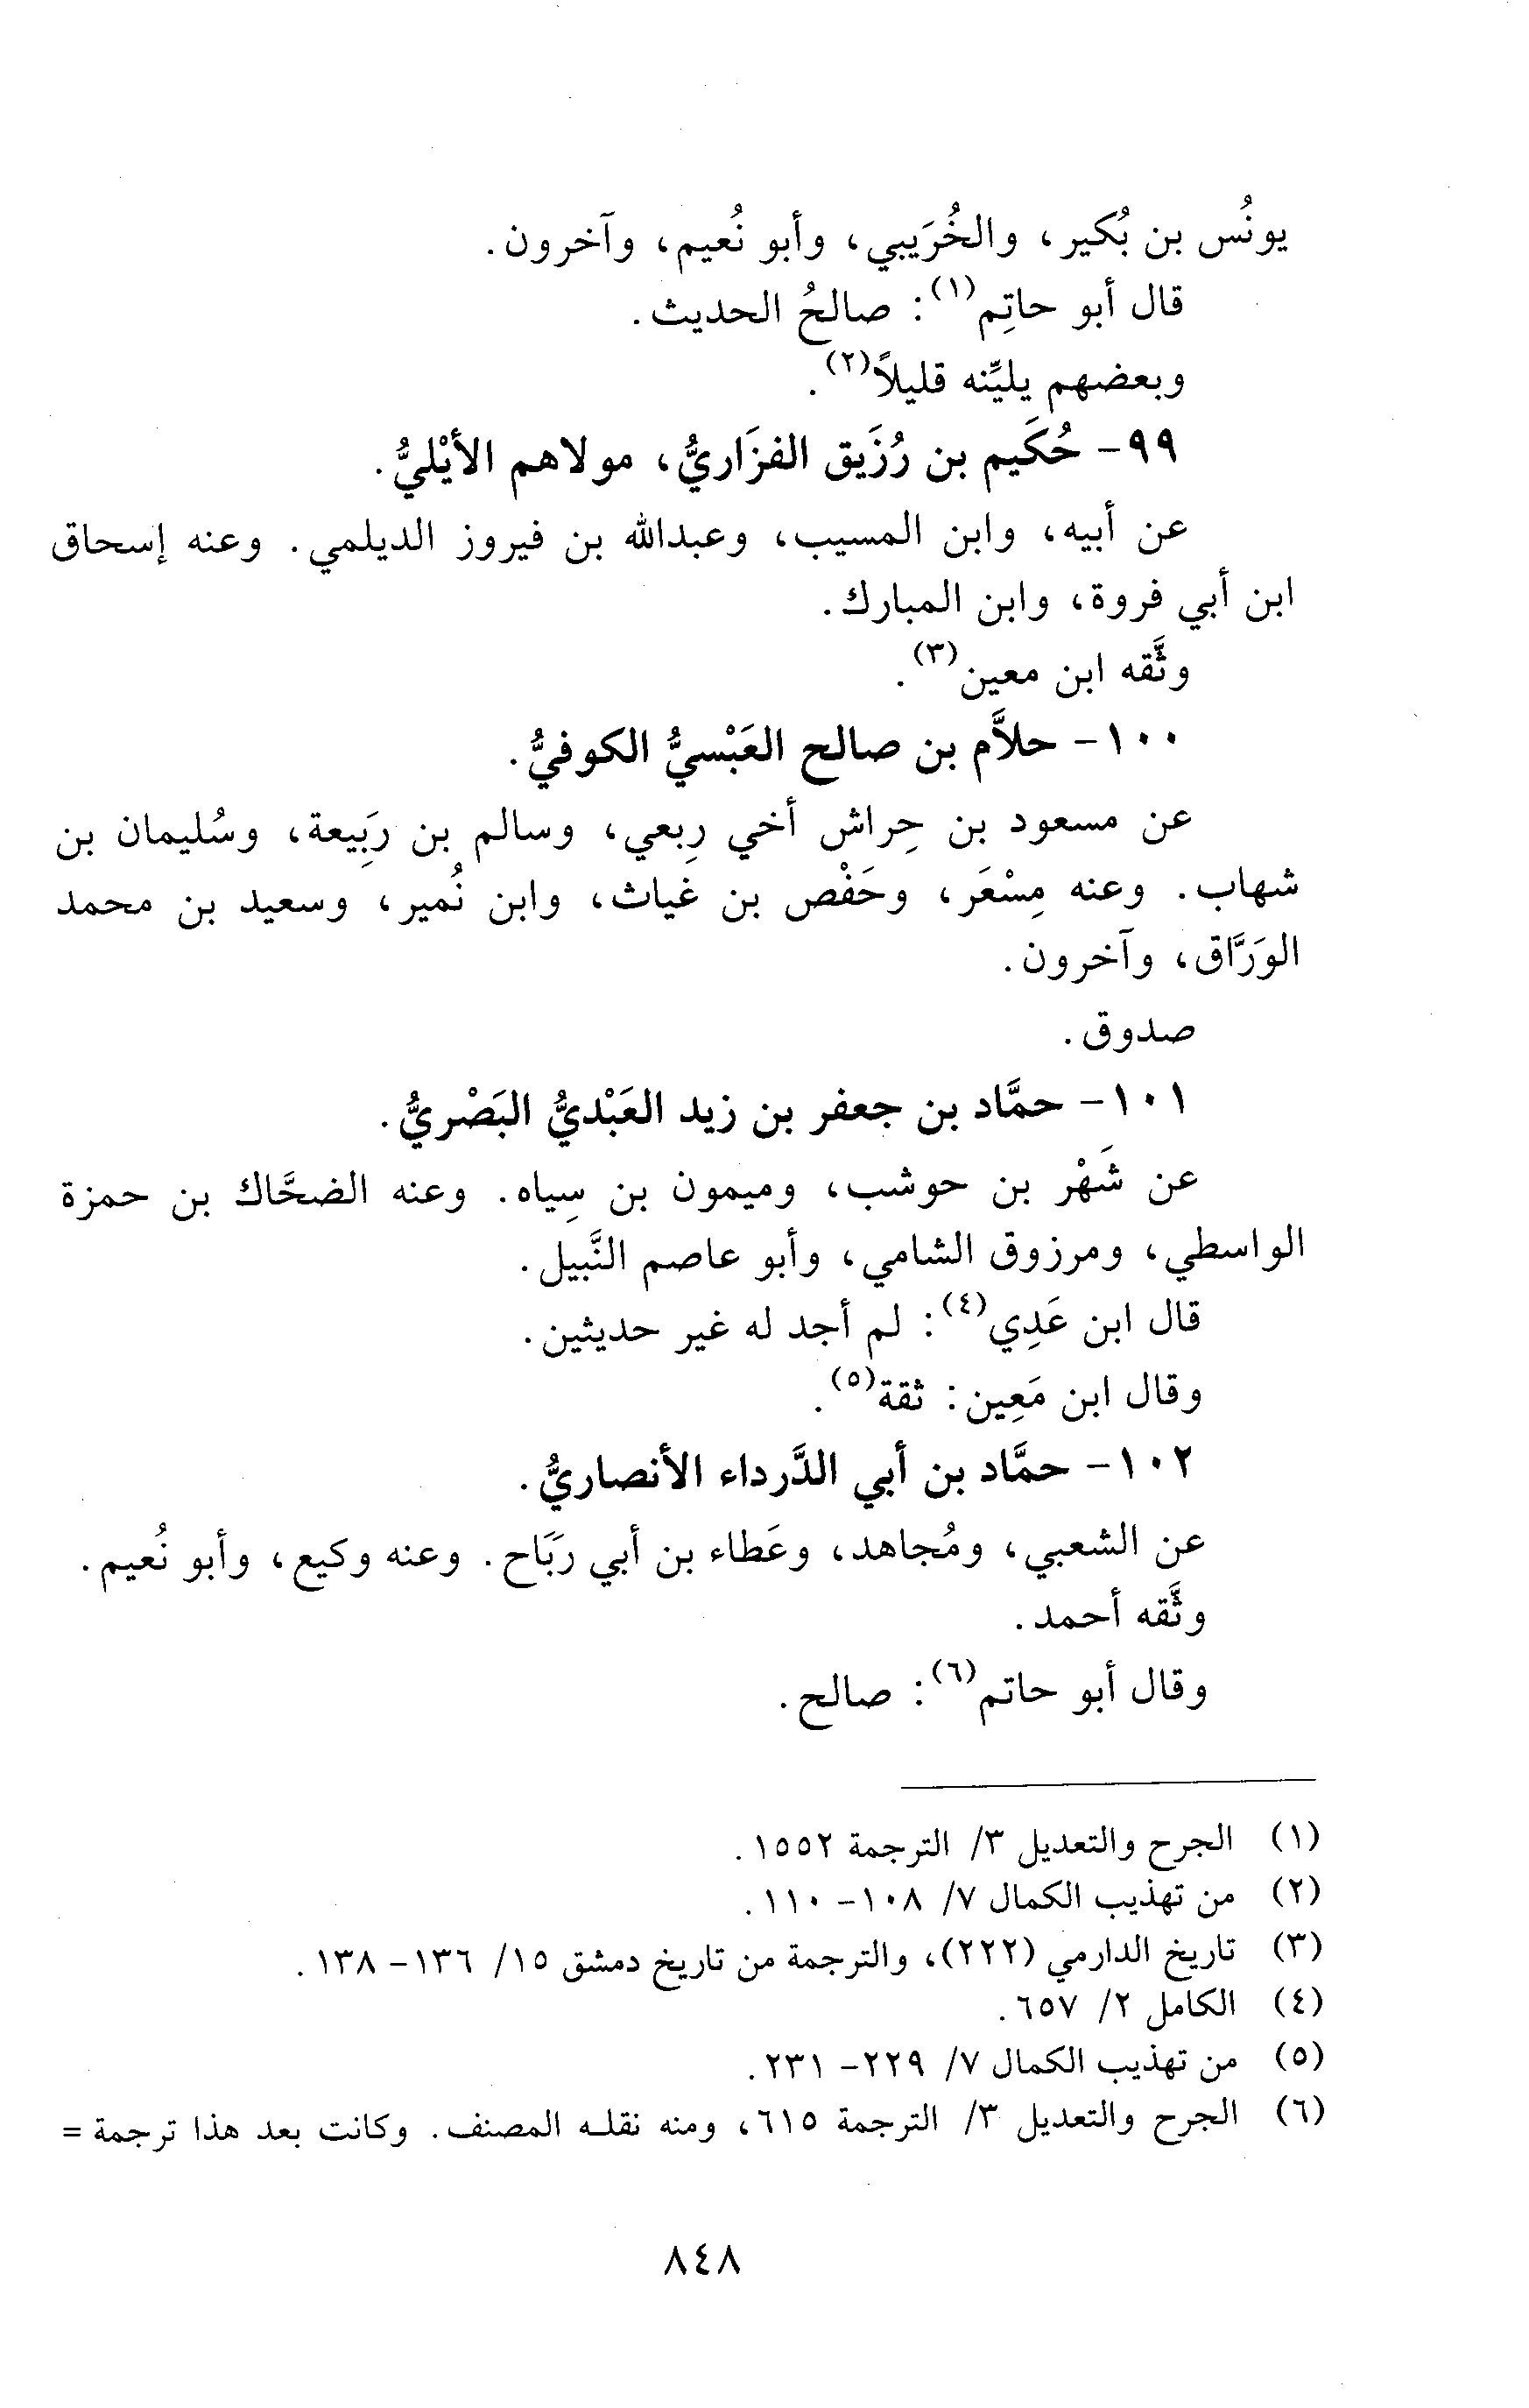 يونُس بن بُكير، والخُرَيبي، وأبو نُعيم، وآخرون.
قال أبو حاتِم(١): صالحُ الحديث.
وبعضهم يليِّنه قليلاً(٢).
٩٩- حُكَيم بن رُزَيق الفزَاريُّ، مولاهم الأيْليُّ.
عن أبيه، وابن المسيب، وعبدالله بن فيروز الديلمي. وعنه إسحاق
ابن أبي فروة، وابن المبارك.
وثَّقه ابن معين(٣).
١٠٠- حلاَّم بن صالح العَبْسيُّ الكوفيُّ.
عن مسعود بن حِراش أخي رِبعي، وسالم بن رَبِيعة، وسُليمان بن
شهاب. وعنه مِسْعَر، وحَفْص بن غياث، وابن نُمير، وسعيد بن محمد
الورَّاق، وآخرون.
صدوق.
١٠١- حمَّاد بن جعفر بن زيد العَبْديُّ البَصْريُّ.
عن شَهْر بن حوشب، وميمون بن سِياه. وعنه الضحَّاك بن حمزة
الواسطي، ومرزوق الشامي، وأبو عاصم النَّبيل.
قال ابن عَدِي(٤): لم أجد له غير حديثين.
وقال ابن مَعِين: ثقة(٥).
١٠٢- حمَّاد بن أبي الدَّرداء الأنصاريُّ.
عن الشعبي، ومُجاهد، وعَطاء بن أبي رَبَاح. وعنه وكيع، وأبو نُعيم.
وثَّقه أحمد.
وقال أبو حاتم(٦): صالح.
(١) الجرح والتعديل ٣/ الترجمة ١٥٥٢.
(٢) من تهذيب الكمال ٧/ ١٠٨- ١١٠.
(٣) تاريخ الدارمي (٢٢٢)، والترجمة من تاريخ دمشق ١٥/ ١٣٦- ١٣٨.
(٤) الكامل ٢/ ٦٥٧.
(٥) من تهذيب الكمال ٧/ ٢٢٩- ٢٣١.
(٦) الجرح والتعديل ٣/ الترجمة ٦١٥، ومنه نقله المصنف. وكانت بعد هذا ترجمة =
٨٤٨